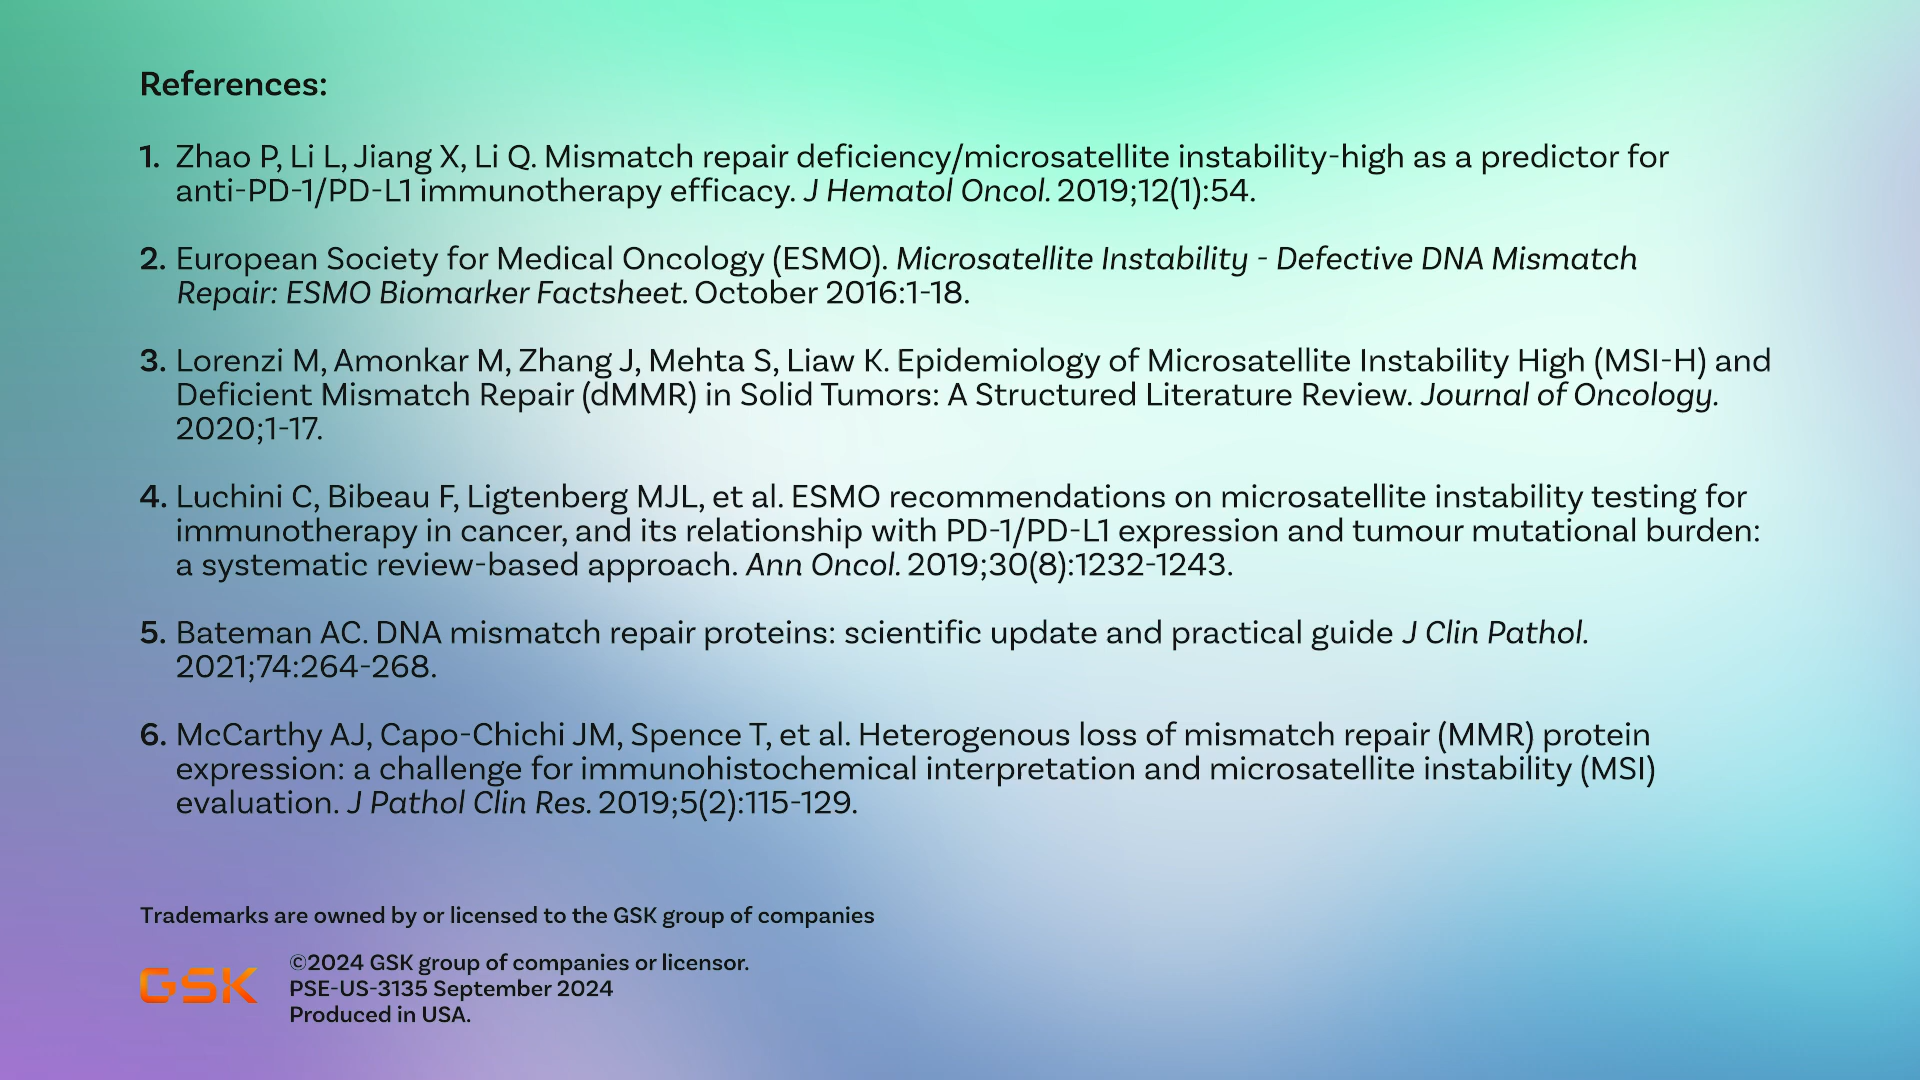 References:
1. Zhao P, Li L, Jiang X, Li Q. Mismatch repair deficiency/microsatellite instability-high as a predictor for
anti-PD-1/PD-L1 immunotherapy efficacy. J Hematol Oncol. 2019;12(1):54.
2. European Society for Medical Oncology (ESMO). Microsatellite Instability - Defective DNA Mismatch
Repair: ESMO Biomarker Factsheet. October 2016:1-18.
3. Lorenzi M, Amonkar M, Zhang J, Mehta S, Liaw K. Epidemiology of Microsatellite Instability High (MSI-H) and
Deficient Mismatch Repair (dMMR) in Solid Tumors: A Structured Literature Review. Journal of Oncology.
2020;1-17.
4. Luchini C, Bibeau F, Ligtenberg MJL, et al. ESMO recommendations on microsatellite instability testing for
immunotherapy in cancer, and its relationship with PD-1/PD-L1 expression and tumour mutational burden:
a systematic review-based approach. Ann Oncol. 2019;30(8):1232-1243.
5. Bateman AC. DNA mismatch repair proteins: scientific update and practical guide J Clin Pathol.
2021;74:264-268.
6. McCarthy AJ, Capo-Chichi JM, Spence T, et al. Heterogenous loss of mismatch repair (MMR) protein
expression: a challenge for immunohistochemical interpretation and microsatellite instability (MSI)
evaluation. J Pathol Clin Res. 2019;5(2):115-129.
Trademarks are owned by or licensed to the GSK group of companies
GSK
©2024 GSK group of companies or licensor.
PSE-US-3135 September 2024
Produced in USA.